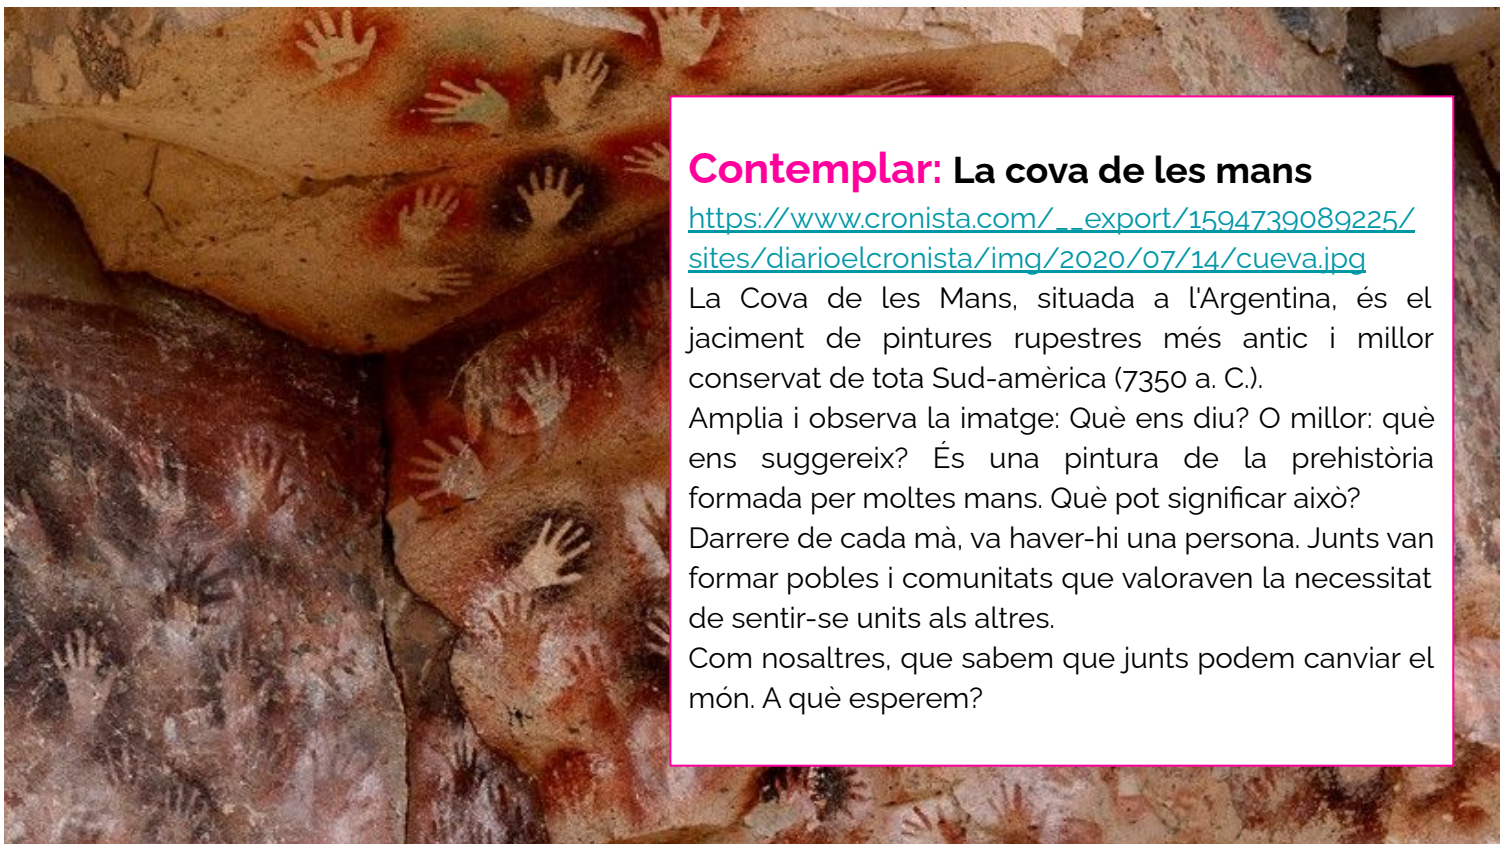 Contemplar: La cova de les mans
https://www.cronista.com/__export/1594739089225/
sites/diarioelcronista/img/2020/07/14/cueva.jpg
La Cova de les Mans, situada a l'Argentina, és el
jaciment de pintures rupestres més antic i millor
conservat de tota Sud-amèrica (7350 a. C.).
Amplia i observa la imatge: Què ens diu? O millor: què
ens suggereix? És una pintura de la prehistòria
formada per moltes mans. Què pot significar això?
Darrere de cada mà, va haver-hi una persona. Junts van
formar pobles i comunitats que valoraven la necessitat
de sentir-se units als altres.
Com nosaltres, que sabem que junts podem canviar el
món. A què esperem?